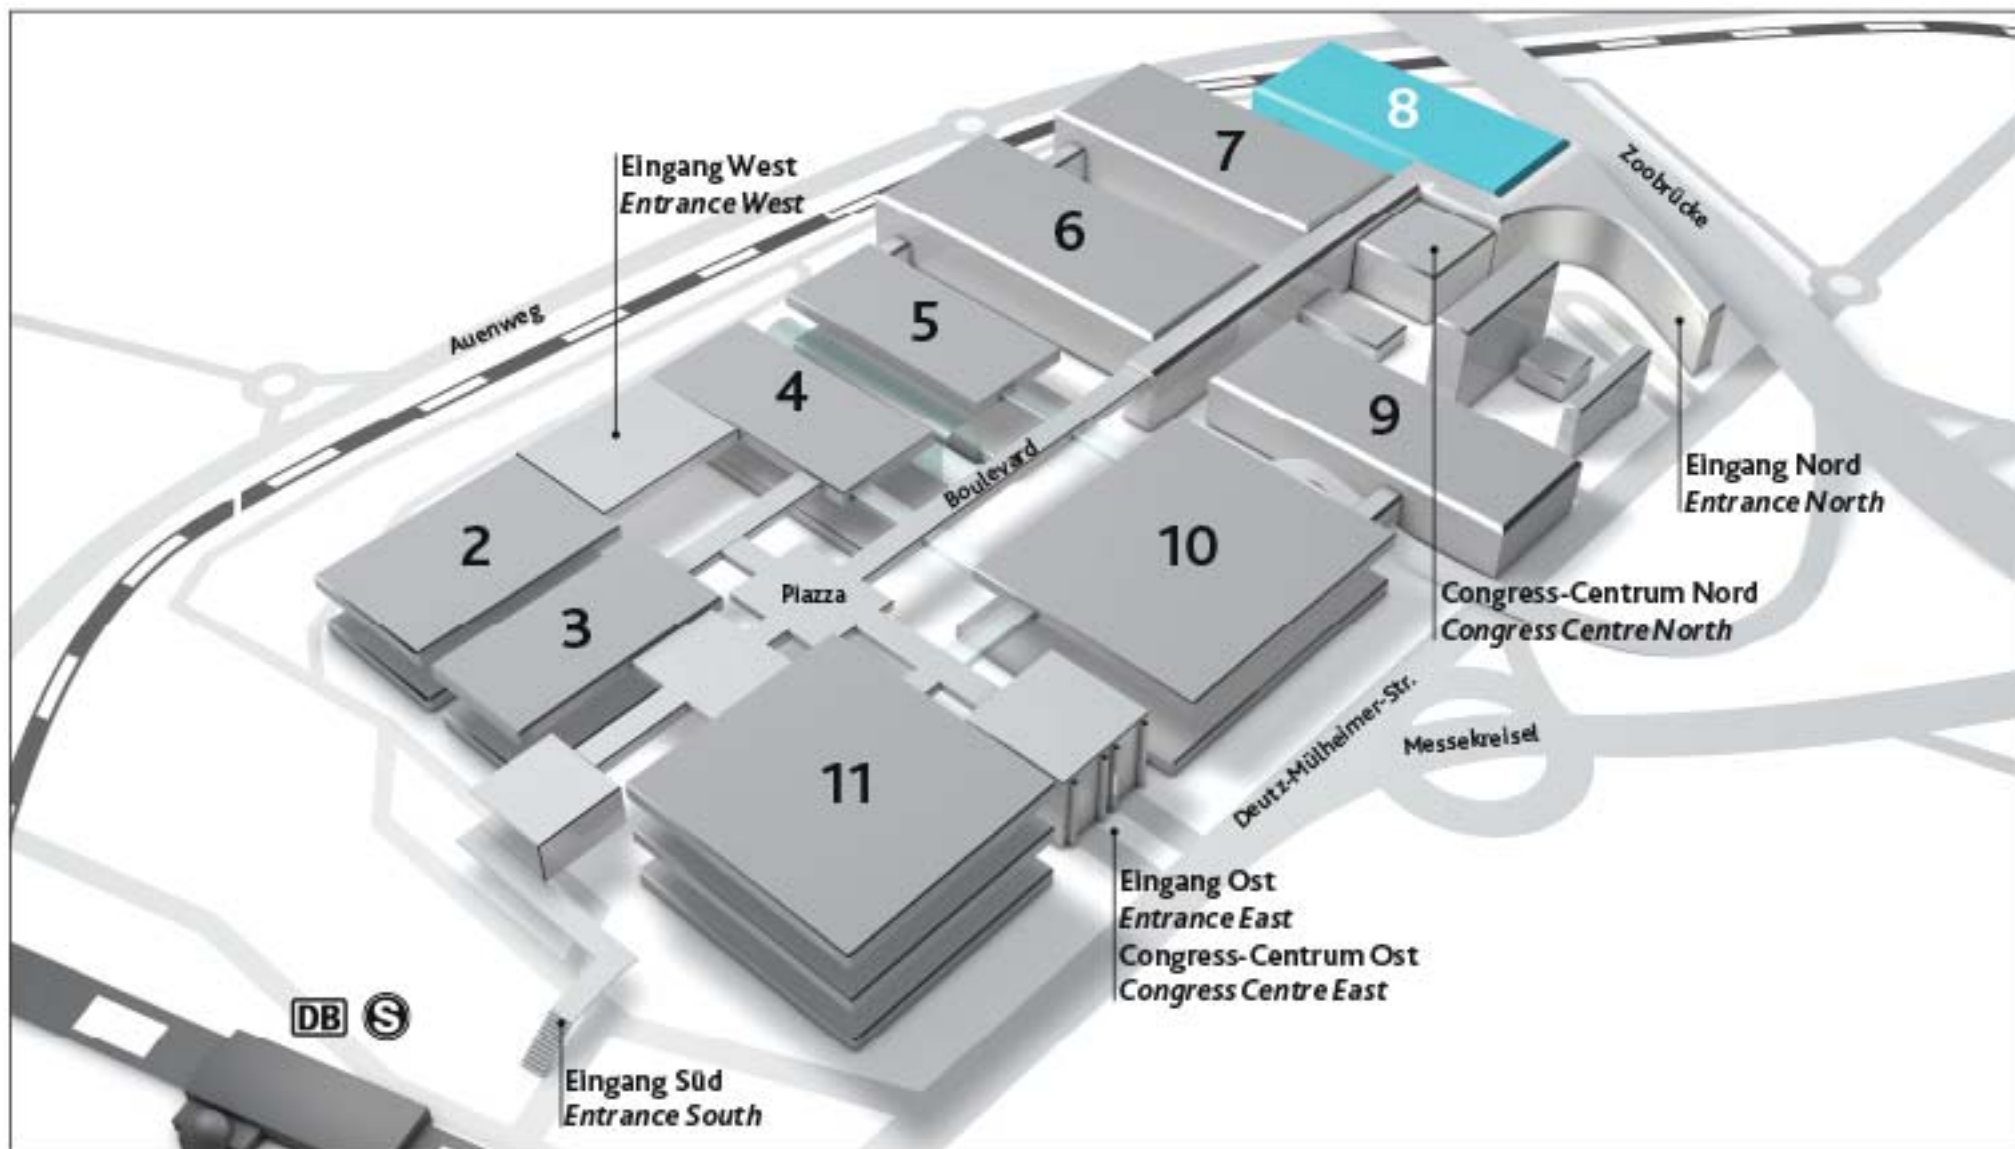 8
7
Zoobrücke
Eingang West
Entrance West
6
5
Auenweg
4
9
Boulevard
Eingang Nord
Entrance North
2
10
Piazza
Congress-Centrum Nord
Congress Centre North
3
Deutz-Mülheimer-Str.
Messekreisel
11
Eingang Ost
Entrance East
Congress-Centrum Ost
Congress Centre East
DB S
Eingang Süd
Entrance South